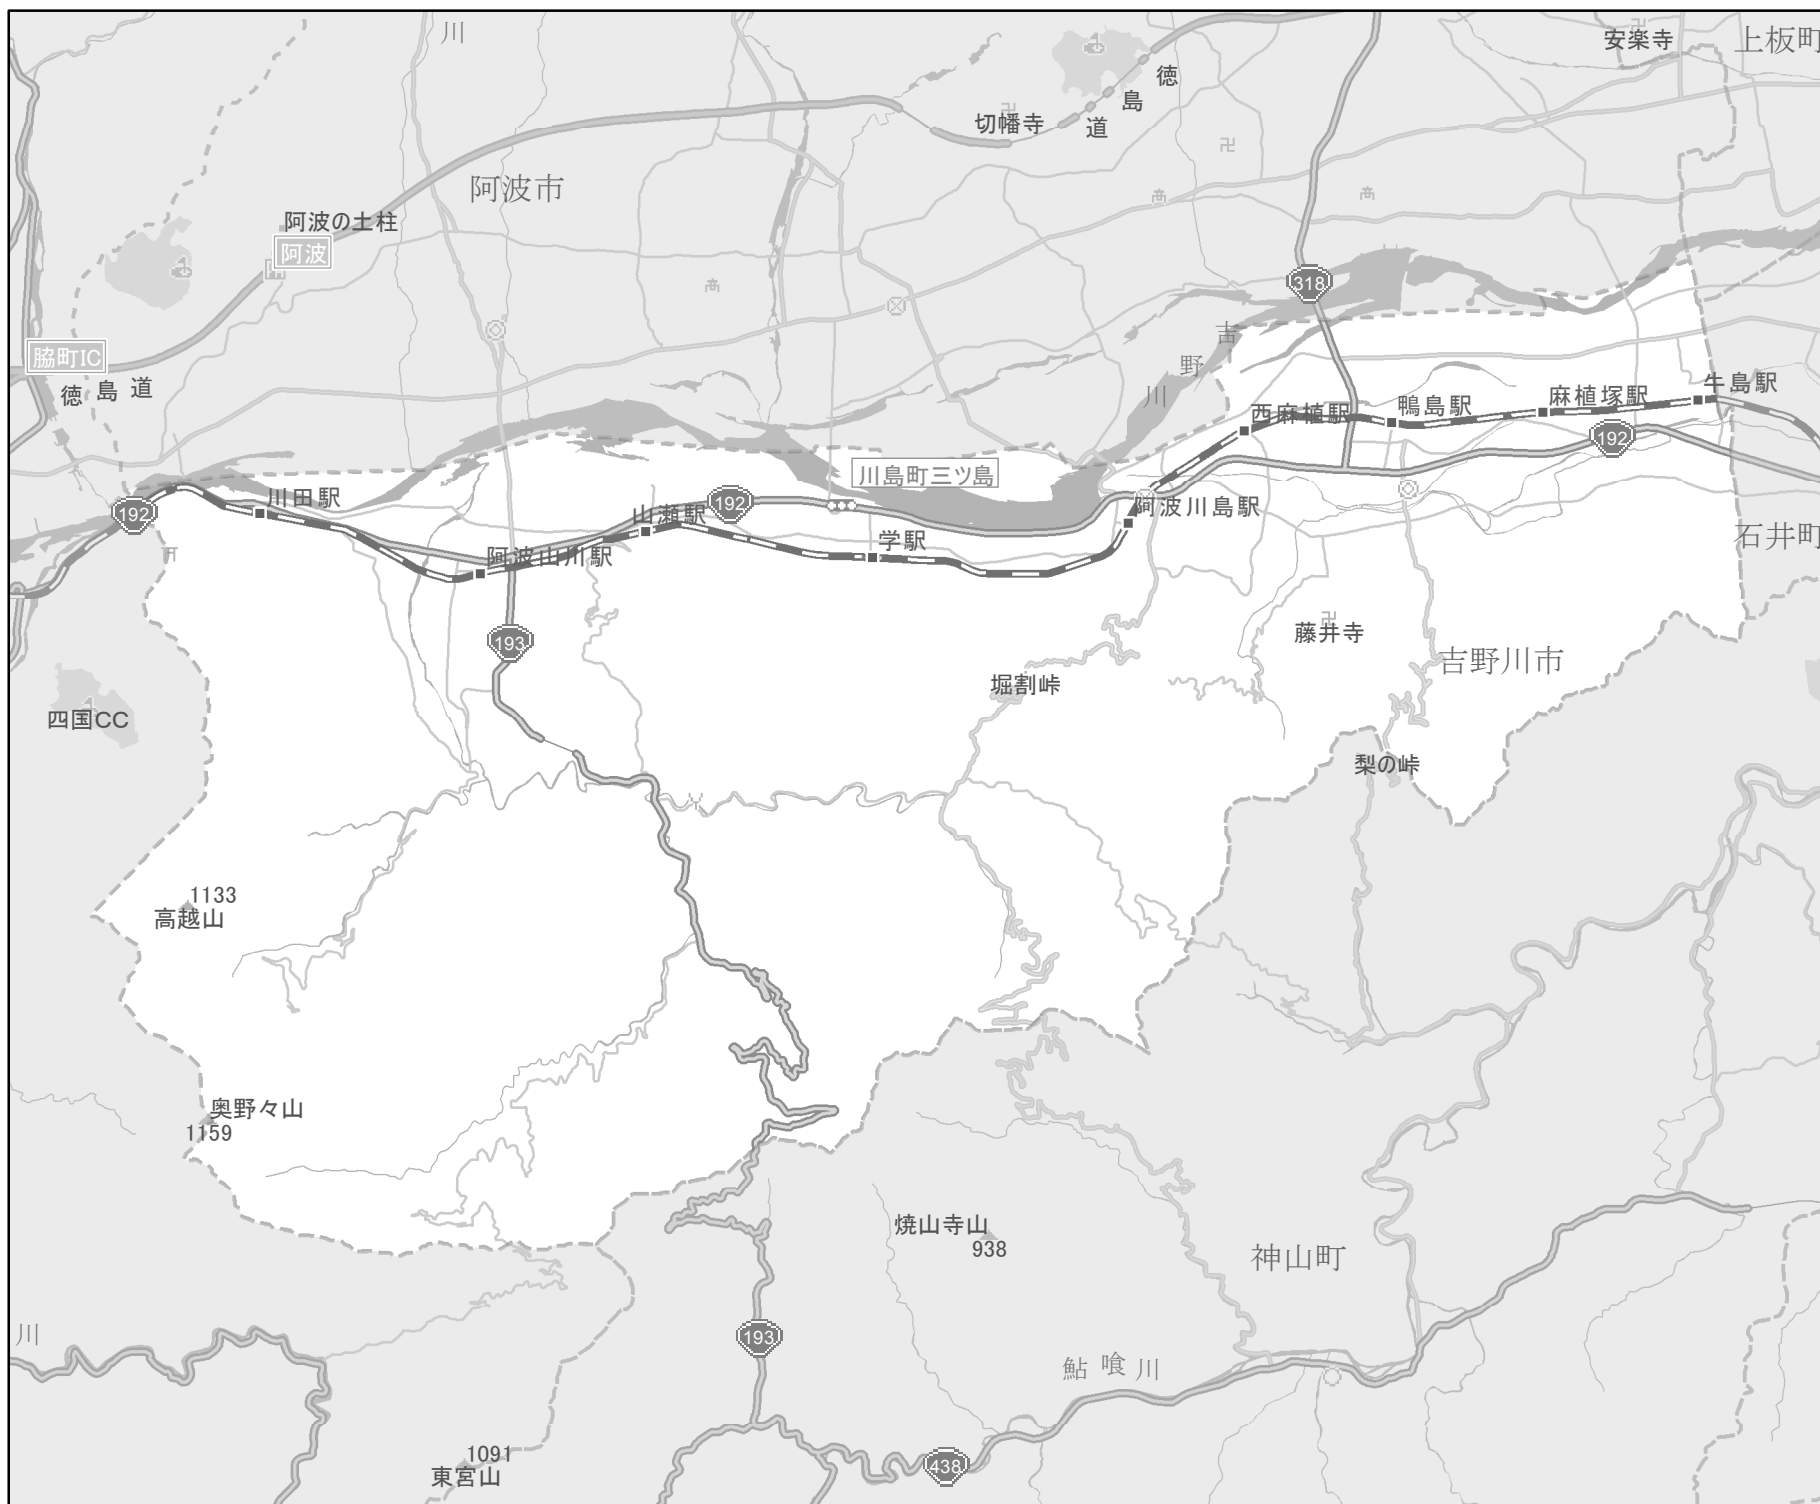 川
安楽寺
上板町
徳島道
切幡寺
阿波市
阿波の土柱
阿波
318
吉野川
脇町IC
徳島道
牛島駅
麻植塚駅
鴨島駅
西麻植駅
192
川島町三ツ島
川田駅
192
192
山瀬駅
阿波川島駅
石井町
学駅
阿波山川駅
193
藤井寺
吉野川市
堀割峠
四国CC
梨の峠
1133
高越山
奥野々山
1159
焼山寺山
938
神山町
川
193
鮎喰川
1091
東宮山
438